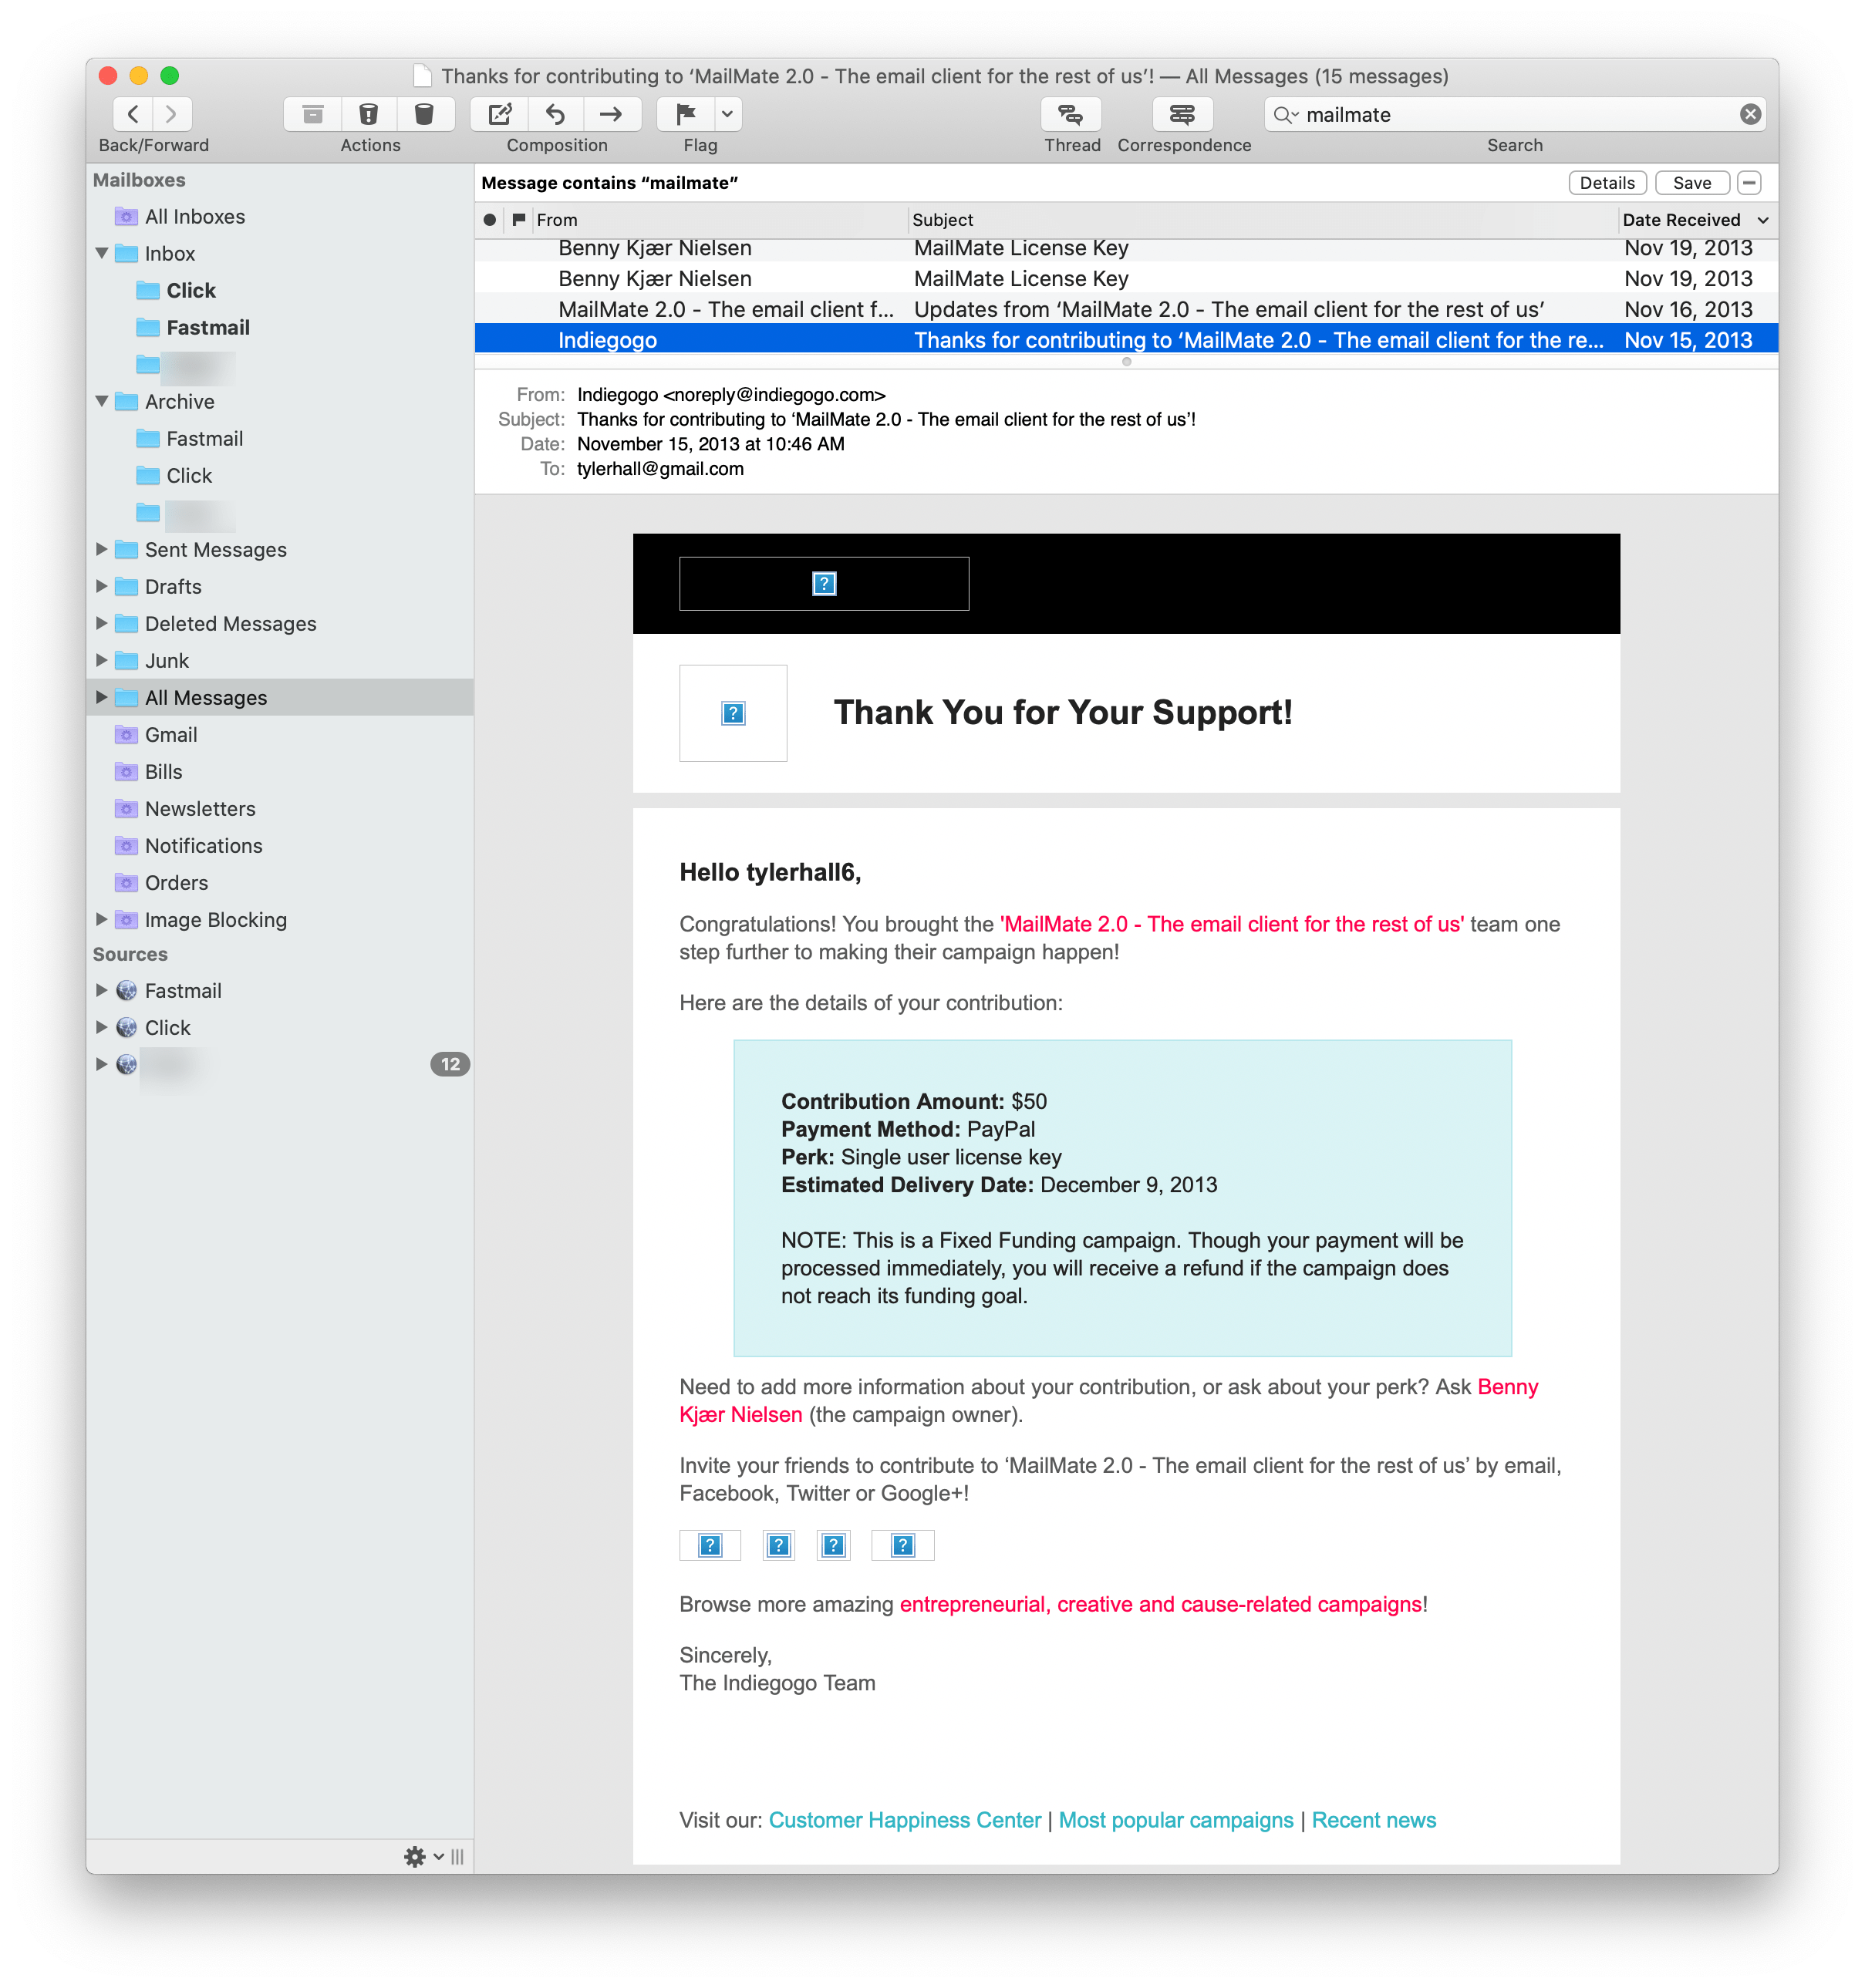 Thanks for contributing to ‘MailMate 2.0 - The email client for the rest of us’! — All Messages (15 messages)
mailmate
Back/Forward Actions Composition Flag Thread Correspondence Search
Mailboxes
All Inboxes
Inbox
Click
Fastmail
Archive
Fastmail
Click
Sent Messages
Drafts
Deleted Messages
Junk
All Messages
Gmail
Bills
Newsletters
Notifications
Orders
Image Blocking
Sources
Fastmail
Click
12
Message contains “mailmate” Details Save
From Subject Date Received
Benny Kjær Nielsen MailMate License Key Nov 19, 2013
Benny Kjær Nielsen MailMate License Key Nov 19, 2013
MailMate 2.0 - The email client f... Updates from ‘MailMate 2.0 - The email client for the rest of us’ Nov 16, 2013
Indiegogo Thanks for contributing to ‘MailMate 2.0 - The email client for the re... Nov 15, 2013
From: Indiegogo <noreply@indiegogo.com>
Subject: Thanks for contributing to ‘MailMate 2.0 - The email client for the rest of us’!
Date: November 15, 2013 at 10:46 AM
To: tylerhall@gmail.com
Thank You for Your Support!
Hello tylerhall6,
Congratulations! You brought the 'MailMate 2.0 - The email client for the rest of us' team one
step further to making their campaign happen!
Here are the details of your contribution:
Contribution Amount: $50
Payment Method: PayPal
Perk: Single user license key
Estimated Delivery Date: December 9, 2013
NOTE: This is a Fixed Funding campaign. Though your payment will be
processed immediately, you will receive a refund if the campaign does
not reach its funding goal.
Need to add more information about your contribution, or ask about your perk? Ask Benny
Kjær Nielsen (the campaign owner).
Invite your friends to contribute to ‘MailMate 2.0 - The email client for the rest of us’ by email,
Facebook, Twitter or Google+!
Browse more amazing entrepreneurial, creative and cause-related campaigns!
Sincerely,
The Indiegogo Team
Visit our: Customer Happiness Center | Most popular campaigns | Recent news